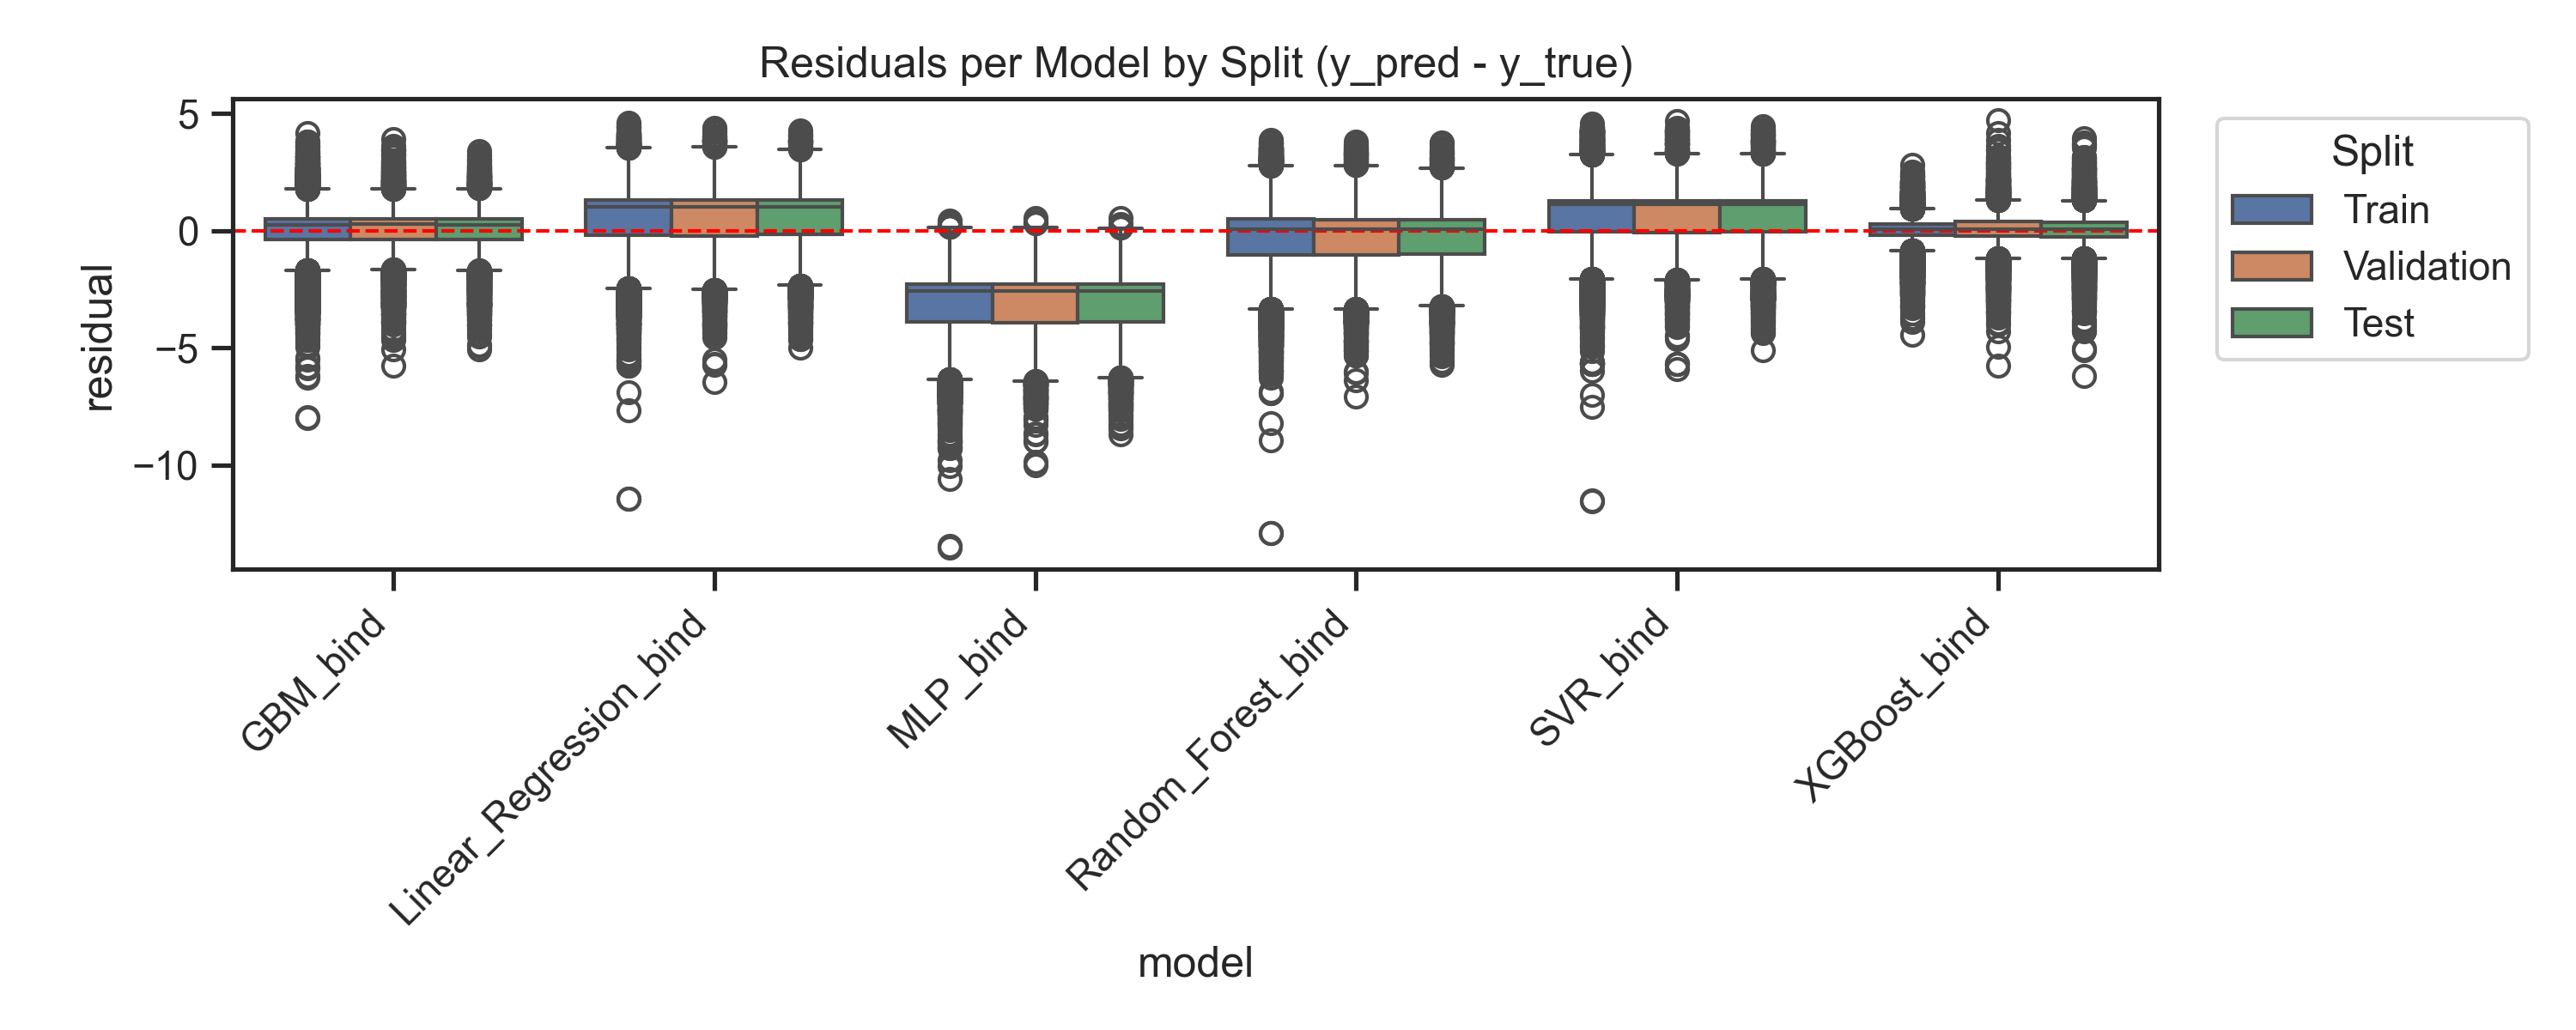 Residuals per Model by Split (y_pred - y_true)
5
0
−5
−10
residual
GBM_bind
Linear_Regression_bind
MLP_bind
Random_Forest_bind
SVR_bind
XGBoost_bind
model
Split
Train
Validation
Test